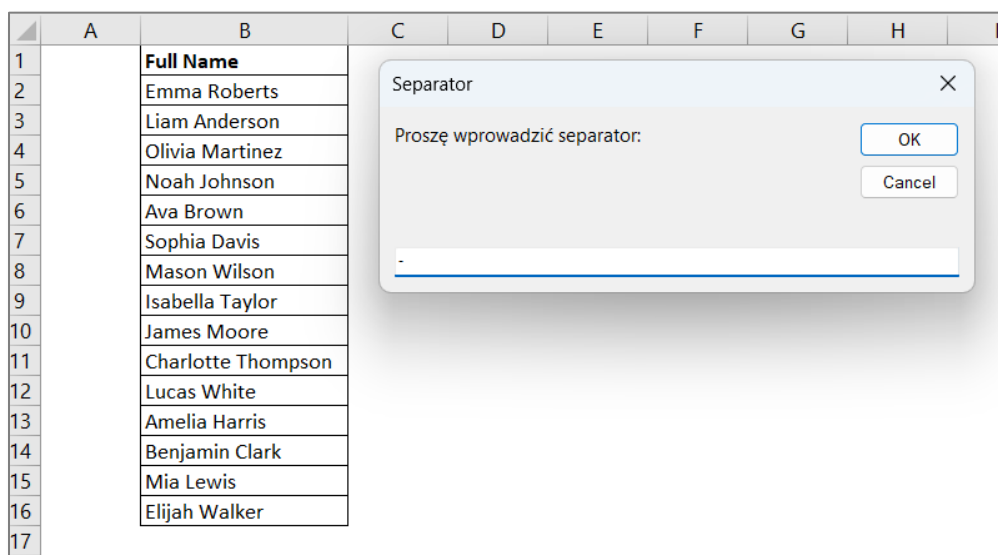 A B C D E F G H
1 Full Name
2 Emma Roberts
3 Liam Anderson
4 Olivia Martinez
5 Noah Johnson
6 Ava Brown
7 Sophia Davis
8 Mason Wilson
9 Isabella Taylor
10 James Moore
11 Charlotte Thompson
12 Lucas White
13 Amelia Harris
14 Benjamin Clark
15 Mia Lewis
16 Elijah Walker
17
Separator
Proszę wprowadzić separator:
OK
Cancel
-